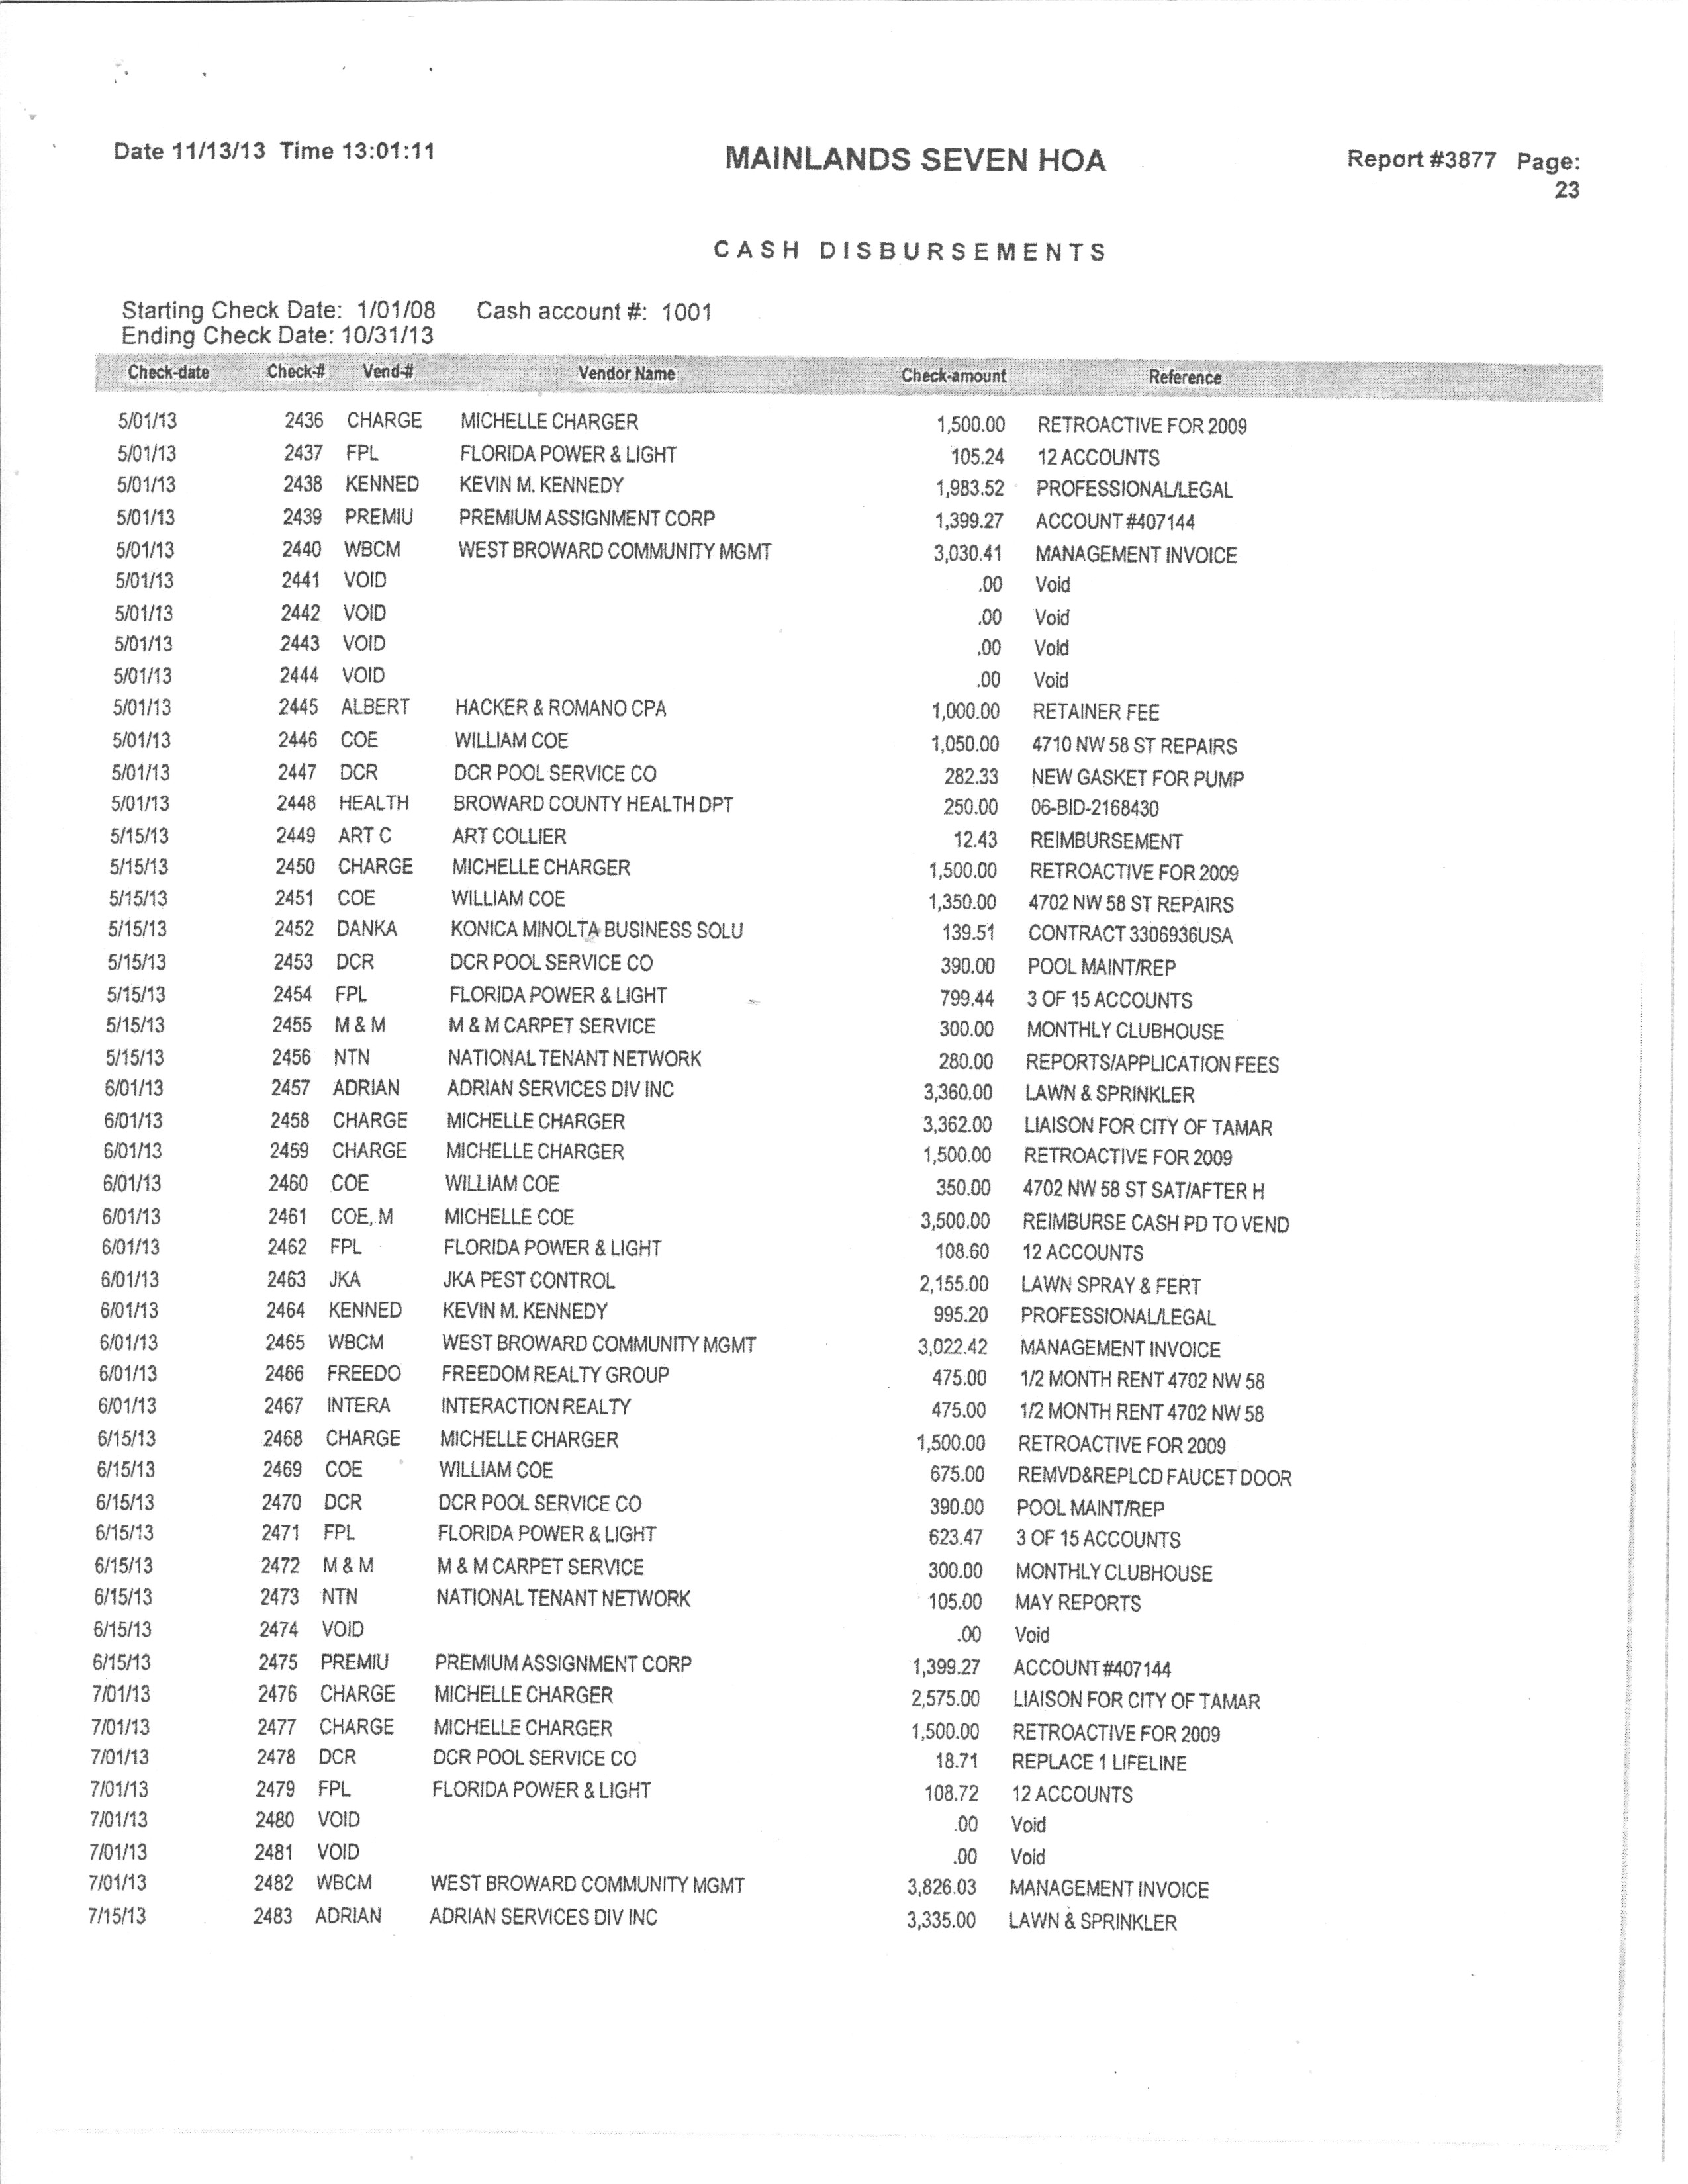 Date 11/13/13 Time 13:01:11 MAINLANDS SEVEN HOA Report #3877 Page:
23
CASH DISBURSEMENTS
Starting Check Date: 1/01/08 Cash account #: 1001
Ending Check Date: 10/31/13
Check-date Check-# Vend-# Vendor Name Check-amount Reference
5/01/13 2436 CHARGE MICHELLE CHARGER 1,500.00 RETROACTIVE FOR 2009
5/01/13 2437 FPL FLORIDA POWER & LIGHT 105.24 12 ACCOUNTS
5/01/13 2438 KENNED KEVIN M. KENNEDY 1,983.52 PROFESSIONAL/LEGAL
5/01/13 2439 PREMIU PREMIUM ASSIGNMENT CORP 1,399.27 ACCOUNT #407144
5/01/13 2440 WBCM WEST BROWARD COMMUNITY MGMT 3,030.41 MANAGEMENT INVOICE
5/01/13 2441 VOID .00 Void
5/01/13 2442 VOID .00 Void
5/01/13 2443 VOID .00 Void
5/01/13 2444 VOID .00 Void
5/01/13 2445 ALBERT HACKER & ROMANO CPA 1,000.00 RETAINER FEE
5/01/13 2446 COE WILLIAM COE 1,050.00 4710 NW 58 ST REPAIRS
5/01/13 2447 DCR DCR POOL SERVICE CO 282.33 NEW GASKET FOR PUMP
5/01/13 2448 HEALTH BROWARD COUNTY HEALTH DPT 250.00 06-BID-2168430
5/15/13 2449 ART C ART COLLIER 12.43 REIMBURSEMENT
5/15/13 2450 CHARGE MICHELLE CHARGER 1,500.00 RETROACTIVE FOR 2009
5/15/13 2451 COE WILLIAM COE 1,350.00 4702 NW 58 ST REPAIRS
5/15/13 2452 DANKA KONICA MINOLTA BUSINESS SOLU 139.51 CONTRACT 3306936USA
5/15/13 2453 DCR DCR POOL SERVICE CO 390.00 POOL MAINT/REP
5/15/13 2454 FPL FLORIDA POWER & LIGHT 799.44 3 OF 15 ACCOUNTS
5/15/13 2455 M & M M & M CARPET SERVICE 300.00 MONTHLY CLUBHOUSE
5/15/13 2456 NTN NATIONAL TENANT NETWORK 280.00 REPORTS/APPLICATION FEES
6/01/13 2457 ADRIAN ADRIAN SERVICES DIV INC 3,360.00 LAWN & SPRINKLER
6/01/13 2458 CHARGE MICHELLE CHARGER 3,362.00 LIAISON FOR CITY OF TAMAR
6/01/13 2459 CHARGE MICHELLE CHARGER 1,500.00 RETROACTIVE FOR 2009
6/01/13 2460 COE WILLIAM COE 350.00 4702 NW 58 ST SAT/AFTER H
6/01/13 2461 COE, M MICHELLE COE 3,500.00 REIMBURSE CASH PD TO VEND
6/01/13 2462 FPL FLORIDA POWER & LIGHT 108.60 12 ACCOUNTS
6/01/13 2463 JKA JKA PEST CONTROL 2,155.00 LAWN SPRAY & FERT
6/01/13 2464 KENNED KEVIN M. KENNEDY 995.20 PROFESSIONAL/LEGAL
6/01/13 2465 WBCM WEST BROWARD COMMUNITY MGMT 3,022.42 MANAGEMENT INVOICE
6/01/13 2466 FREEDO FREEDOM REALTY GROUP 475.00 1/2 MONTH RENT 4702 NW 58
6/01/13 2467 INTERA INTERACTION REALTY 475.00 1/2 MONTH RENT 4702 NW 58
6/15/13 2468 CHARGE MICHELLE CHARGER 1,500.00 RETROACTIVE FOR 2009
6/15/13 2469 COE WILLIAM COE 675.00 REMVD&REPLCD FAUCET DOOR
6/15/13 2470 DCR DCR POOL SERVICE CO 390.00 POOL MAINT/REP
6/15/13 2471 FPL FLORIDA POWER & LIGHT 623.47 3 OF 15 ACCOUNTS
6/15/13 2472 M & M M & M CARPET SERVICE 300.00 MONTHLY CLUBHOUSE
6/15/13 2473 NTN NATIONAL TENANT NETWORK 105.00 MAY REPORTS
6/15/13 2474 VOID .00 Void
6/15/13 2475 PREMIU PREMIUM ASSIGNMENT CORP 1,399.27 ACCOUNT #407144
7/01/13 2476 CHARGE MICHELLE CHARGER 2,575.00 LIAISON FOR CITY OF TAMAR
7/01/13 2477 CHARGE MICHELLE CHARGER 1,500.00 RETROACTIVE FOR 2009
7/01/13 2478 DCR DCR POOL SERVICE CO 18.71 REPLACE 1 LIFELINE
7/01/13 2479 FPL FLORIDA POWER & LIGHT 108.72 12 ACCOUNTS
7/01/13 2480 VOID .00 Void
7/01/13 2481 VOID .00 Void
7/01/13 2482 WBCM WEST BROWARD COMMUNITY MGMT 3,826.03 MANAGEMENT INVOICE
7/15/13 2483 ADRIAN ADRIAN SERVICES DIV INC 3,335.00 LAWN & SPRINKLER